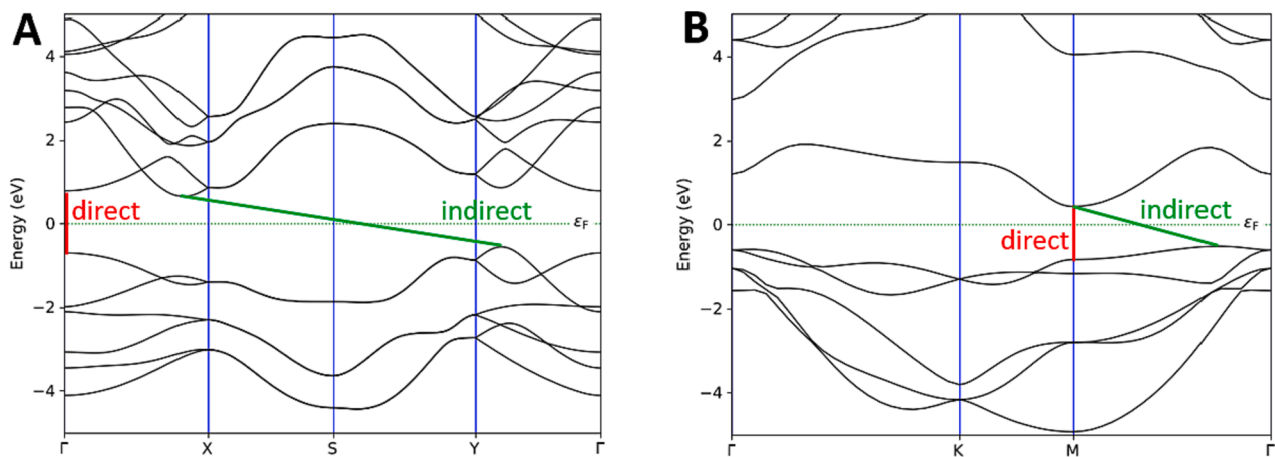 A
Energy (eV)
4
2
0
−2
−4
direct
indirect
εF
Γ
X
S
Y
Γ
B
Energy (eV)
4
2
0
−2
−4
indirect
direct
εF
Γ
K
M
Γ